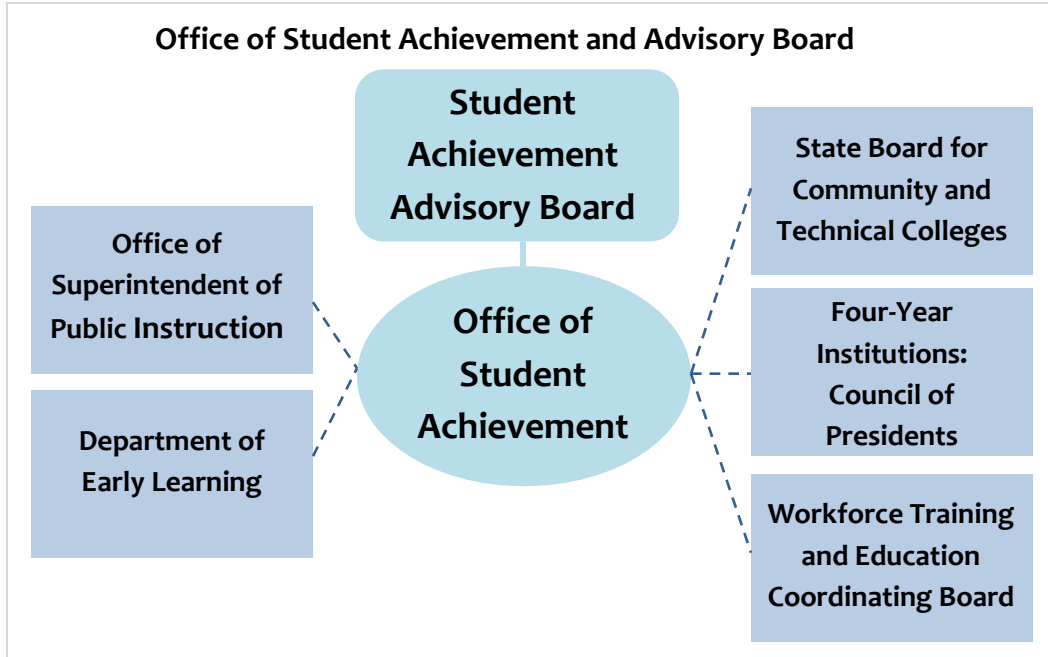 Office of Student Achievement and Advisory Board
Student
Achievement
Advisory Board
Office of
Superintendent of
Public Instruction
Department of
Early Learning
Office of
Student
Achievement
State Board for
Community and
Technical Colleges
Four-Year
Institutions:
Council of
Presidents
Workforce Training
and Education
Coordinating Board